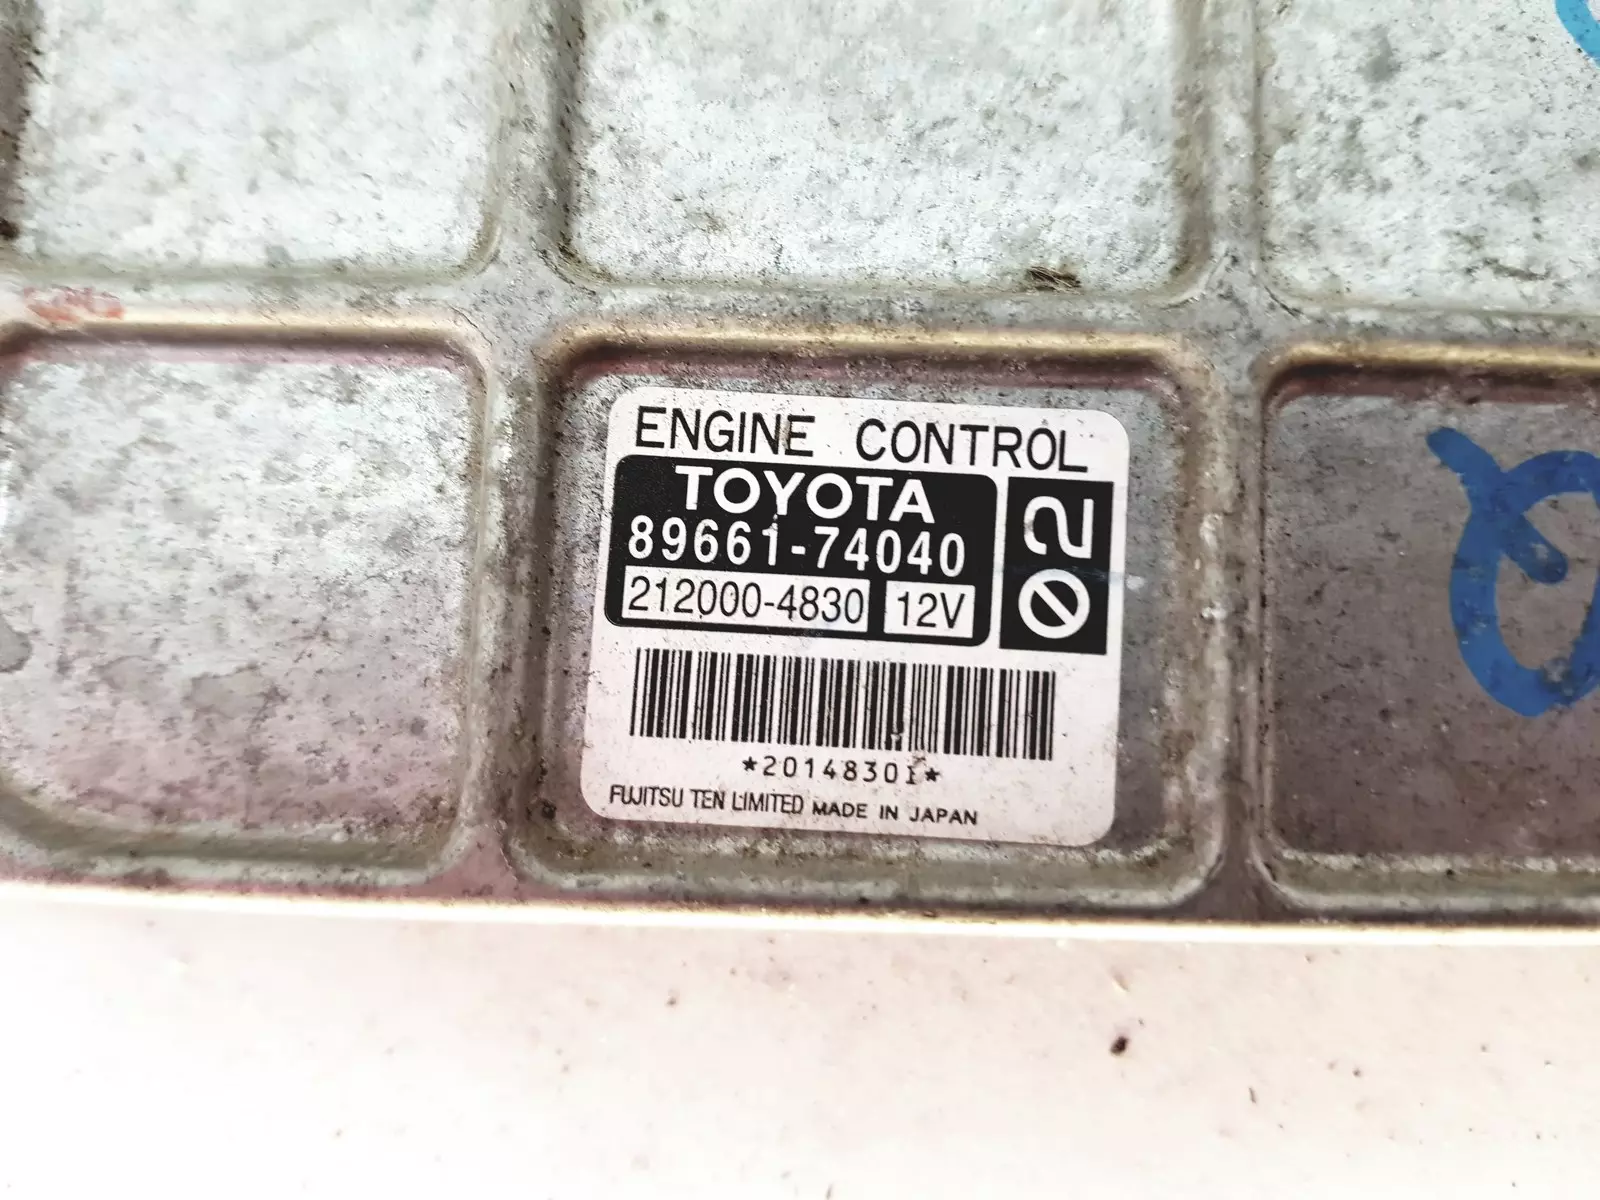 ENGINE CONTROL
TOYOTA
89661-74040
212000-4830 12V
02
*2014830I*
FUJITSU TEN LIMITED MADE IN JAPAN